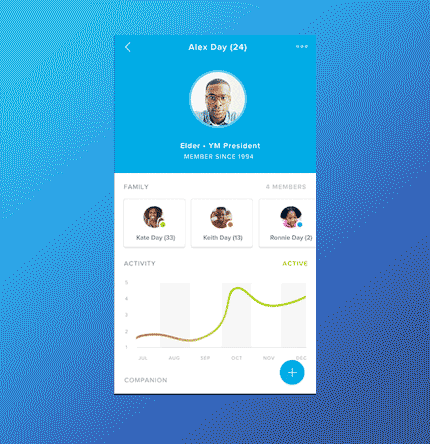 Alex Day (24)
Elder • YM President
MEMBER SINCE 1994
FAMILY
8 MEMBERS
Kate Day (33)
Keith Day (13)
Ronnie Day (2)
ACTIVITY
ACTIVE
5
4
3
2
1
JUL AUG SEP OCT NOV DEC
COMPANION